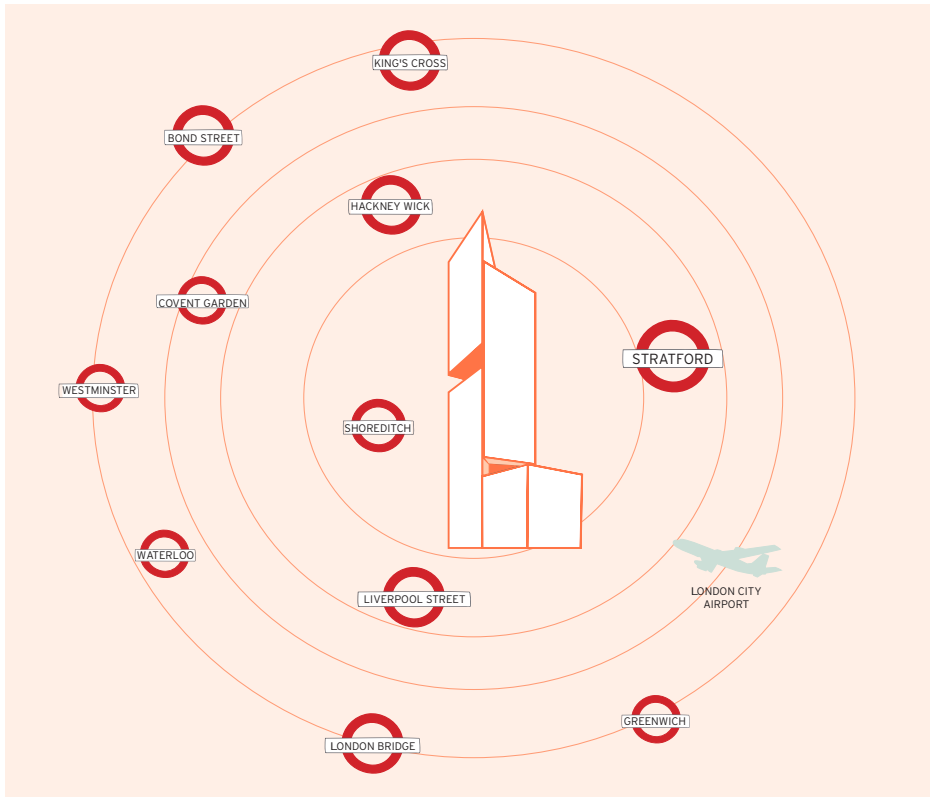 KING'S CROSS
BOND STREET
HACKNEY WICK
COVENT GARDEN
STRATFORD
WESTMINSTER
SHOREDITCH
WATERLOO
LONDON CITY
AIRPORT
LIVERPOOL STREET
GREENWICH
LONDON BRIDGE